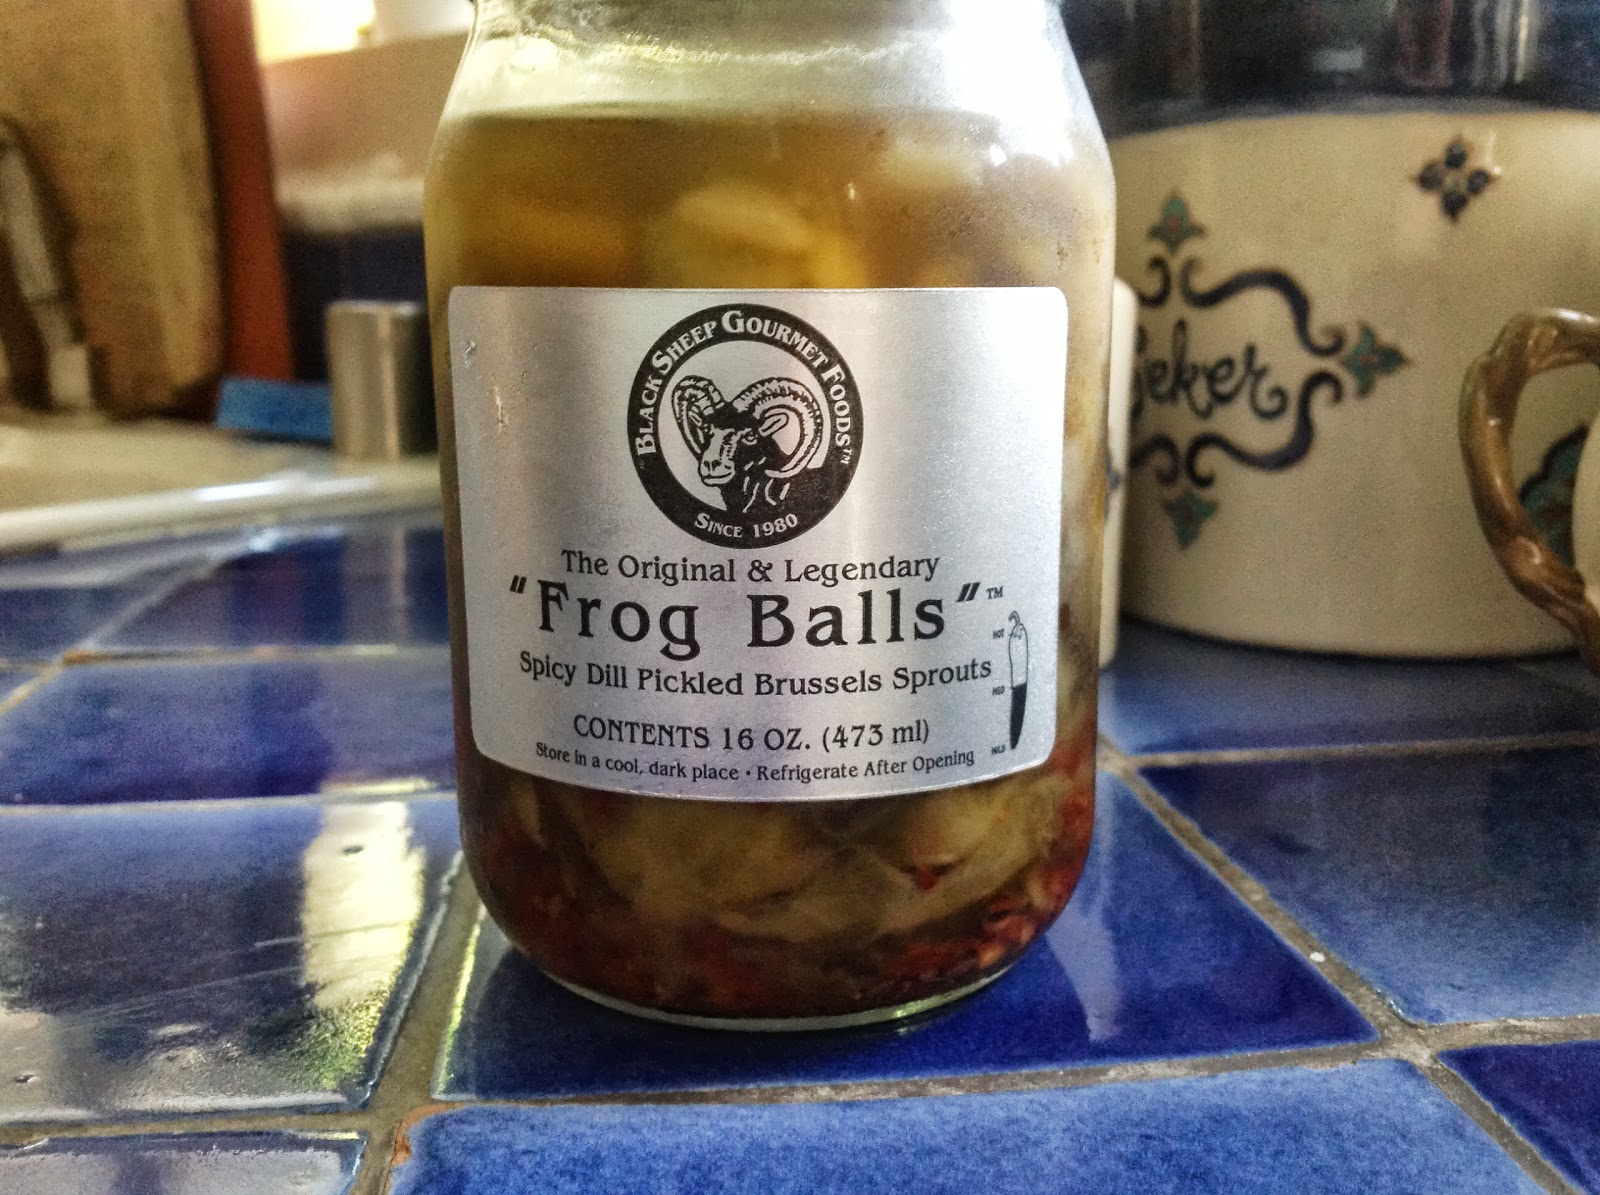 BLACK SHEEP GOURMET FOODS™
SINCE 1980
The Original & Legendary
"Frog Balls"™
Spicy Dill Pickled Brussels Sprouts
CONTENTS 16 OZ. (473 ml)
Store in a cool, dark place • Refrigerate After Opening
HOT
MED
MILD
Seker